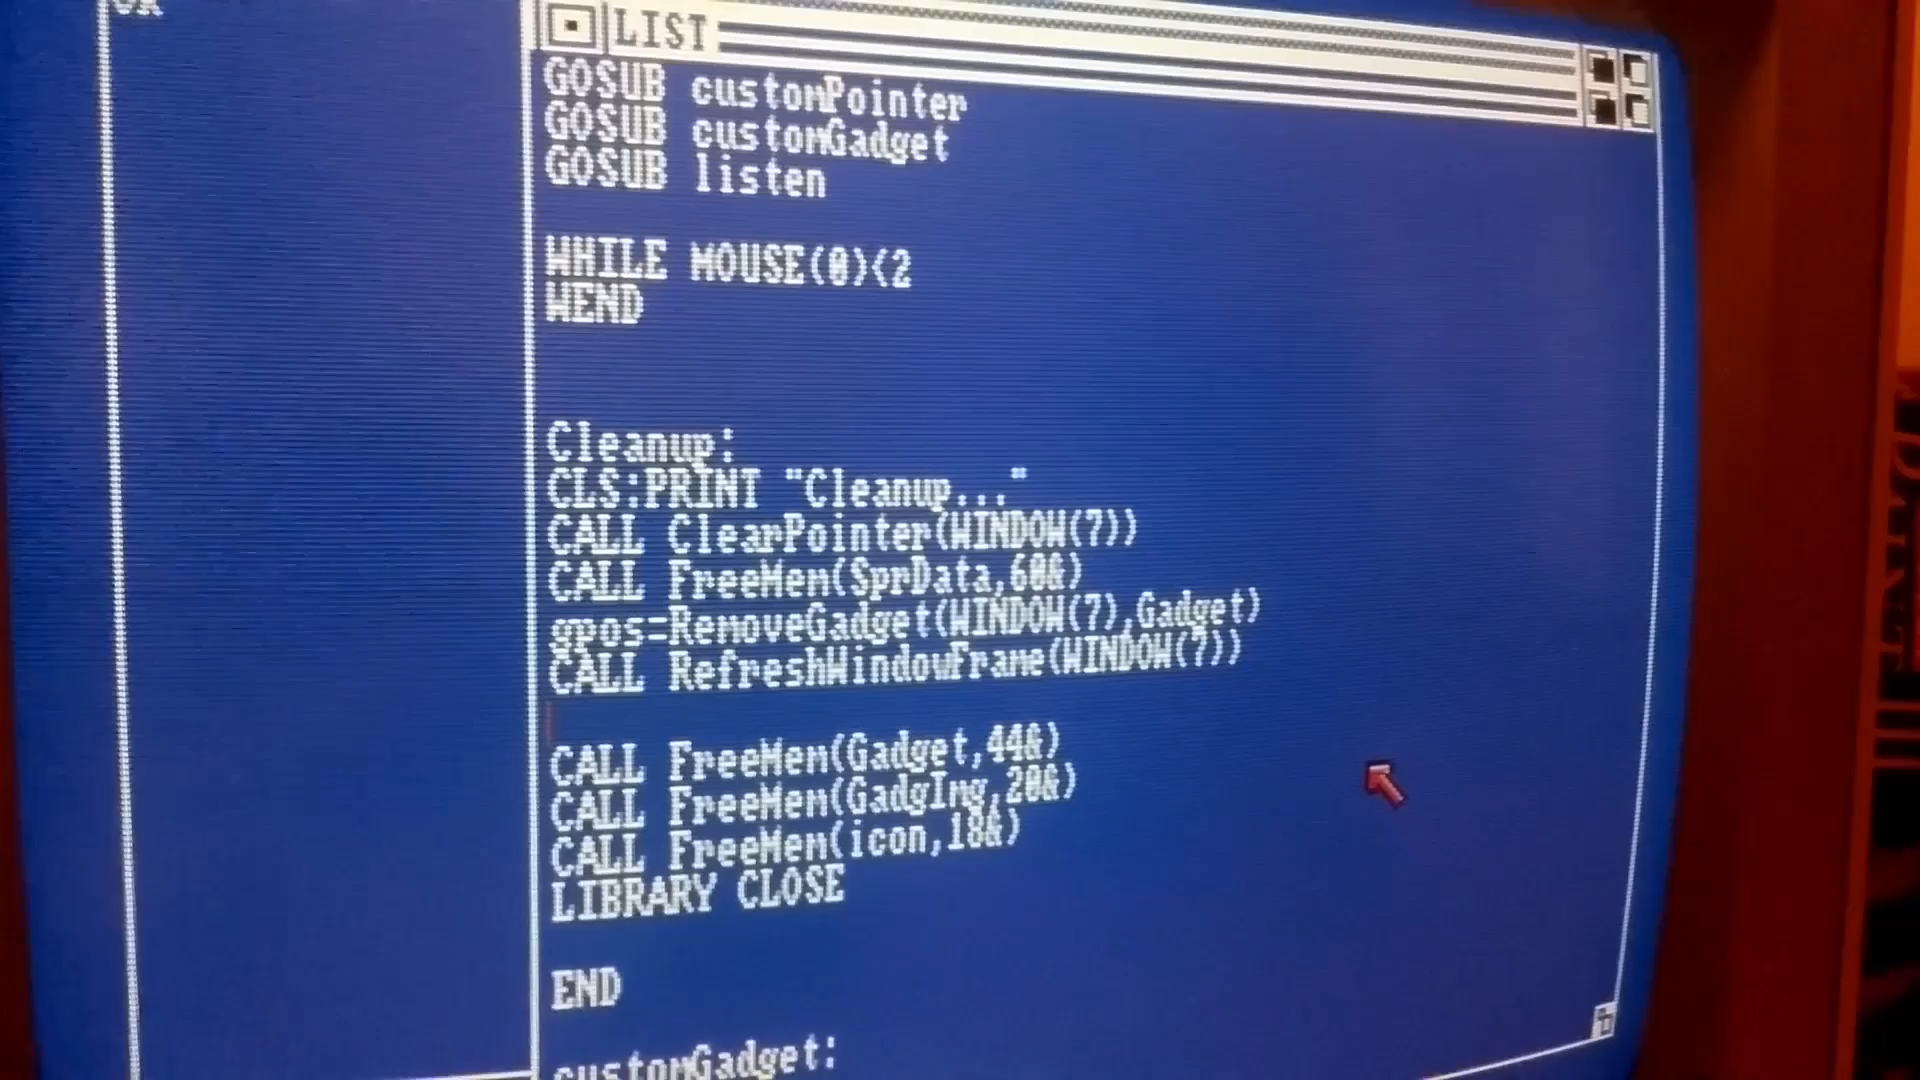 OK
LIST
GOSUB customPointer
GOSUB customGadget
GOSUB listen
WHILE MOUSE(0)<2
WEND
Cleanup:
CLS:PRINT "Cleanup..."
CALL ClearPointer(WINDOW(7))
CALL FreeMem(SprData,60&)
gpos=RemoveGadget(WINDOW(7),Gadget)
CALL RefreshWindowFrame(WINDOW(7))
CALL FreeMem(Gadget,44&)
CALL FreeMem(GadgImg,20&)
CALL FreeMem(icon,18&)
LIBRARY CLOSE
END
customGadget: